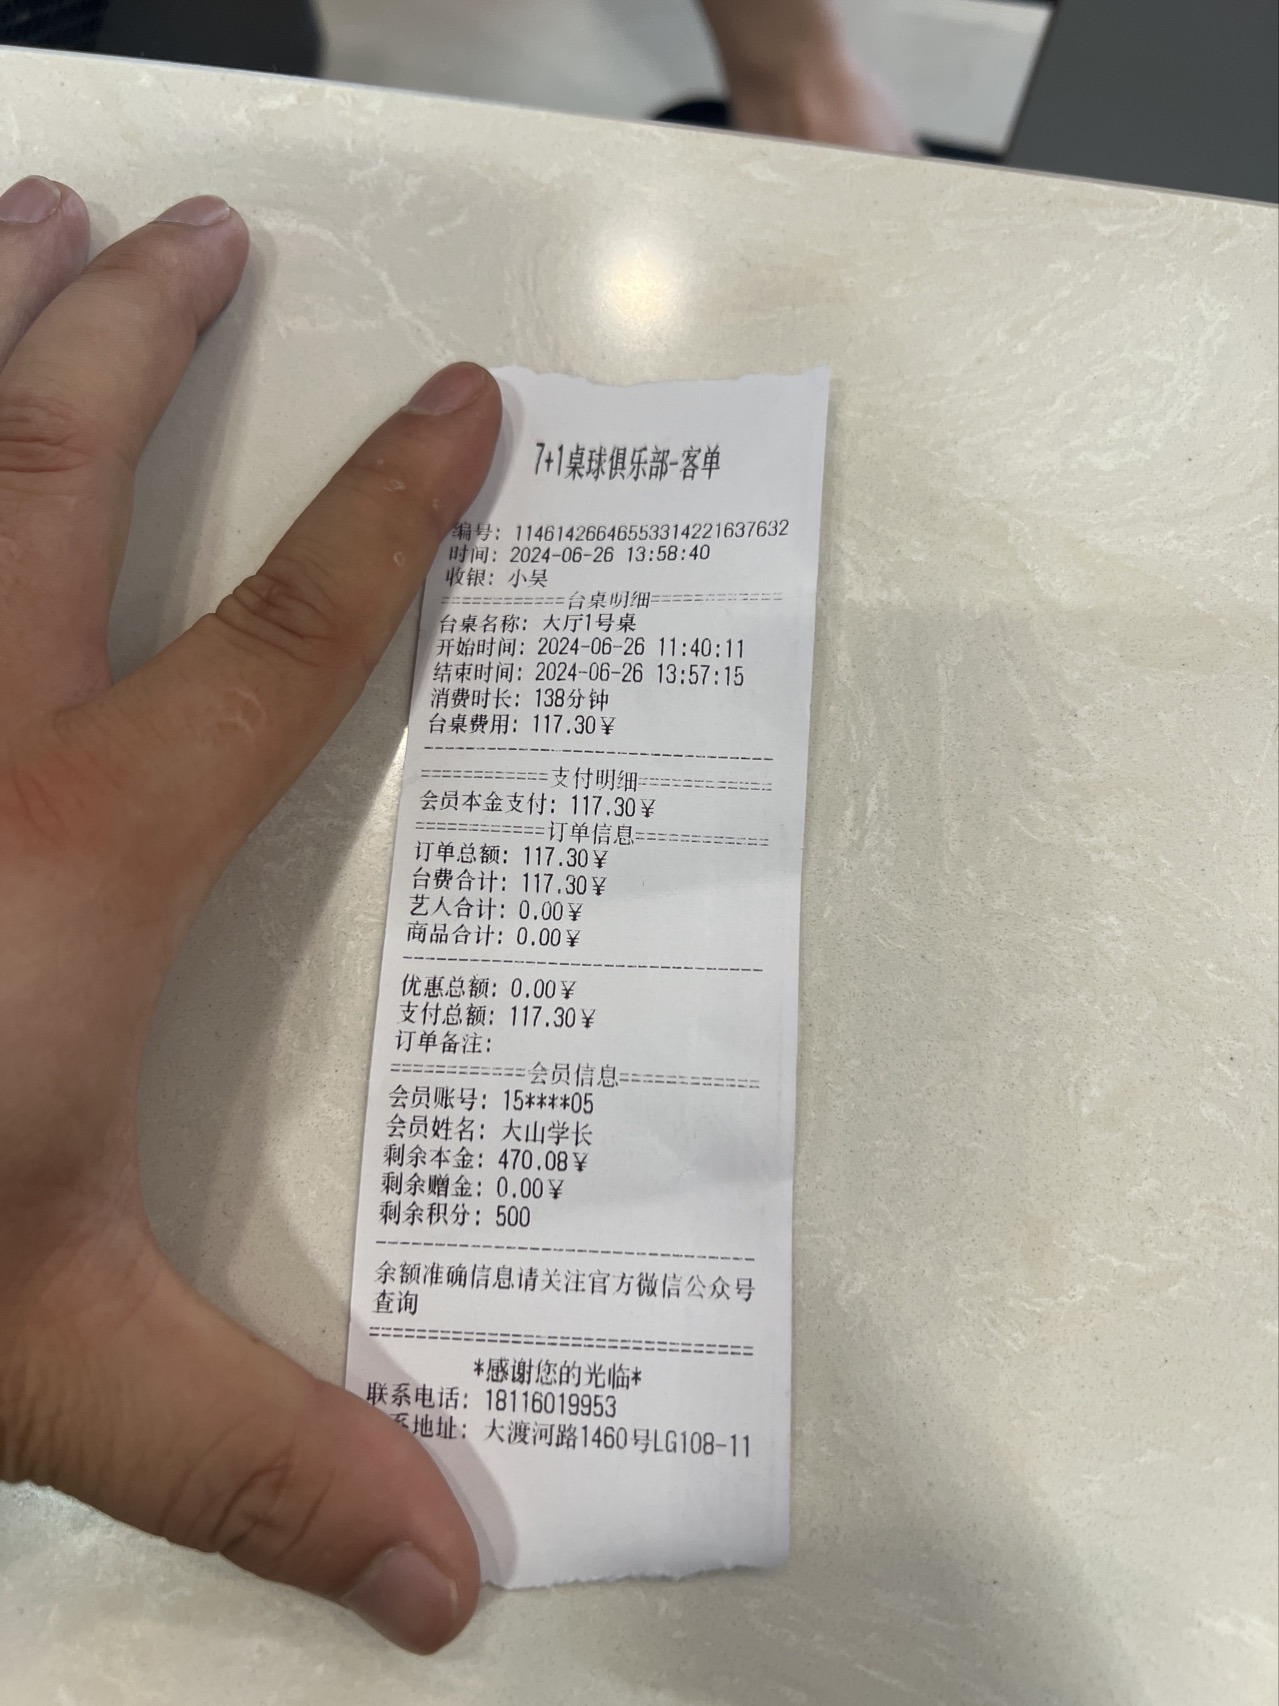 7+1桌球俱乐部-客单
编号: 1146142664655331422​1637632
时间: 2024-06-26 13:58:40
收银: 小吴
============台桌明细============
台桌名称: 大厅1号桌
开始时间: 2024-06-26 11:40:11
结束时间: 2024-06-26 13:57:15
消费时长: 138分钟
台桌费用: 117.30¥
--------------------------------
============支付明细============
会员本金支付: 117.30¥
============订单信息============
订单总额: 117.30¥
台费合计: 117.30¥
艺人合计: 0.00¥
商品合计: 0.00¥
--------------------------------
优惠总额: 0.00¥
支付总额: 117.30¥
订单备注:
============会员信息============
会员账号: 15****05
会员姓名: 大山学长
剩余本金: 470.08¥
剩余赠金: 0.00¥
剩余积分: 500
--------------------------------
余额准确信息请关注官方微信公众号
查询
================================
*感谢您的光临*
联系电话: 18116019953
系地址: 大渡河路1460号LG108-11